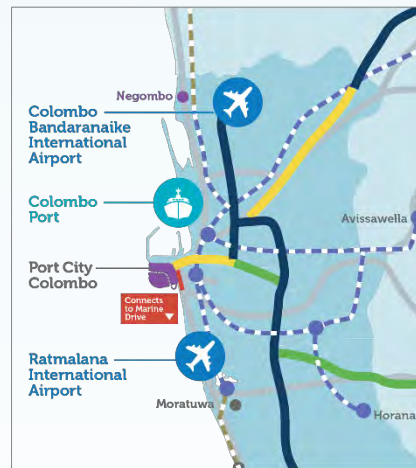 Negombo
Colombo
Bandaranaike
International
Airport
Colombo
Port
Avissawella
Port City
Colombo
Connects
to Marine
Drive
Ratmalana
International
Airport
Moratuwa
Horana